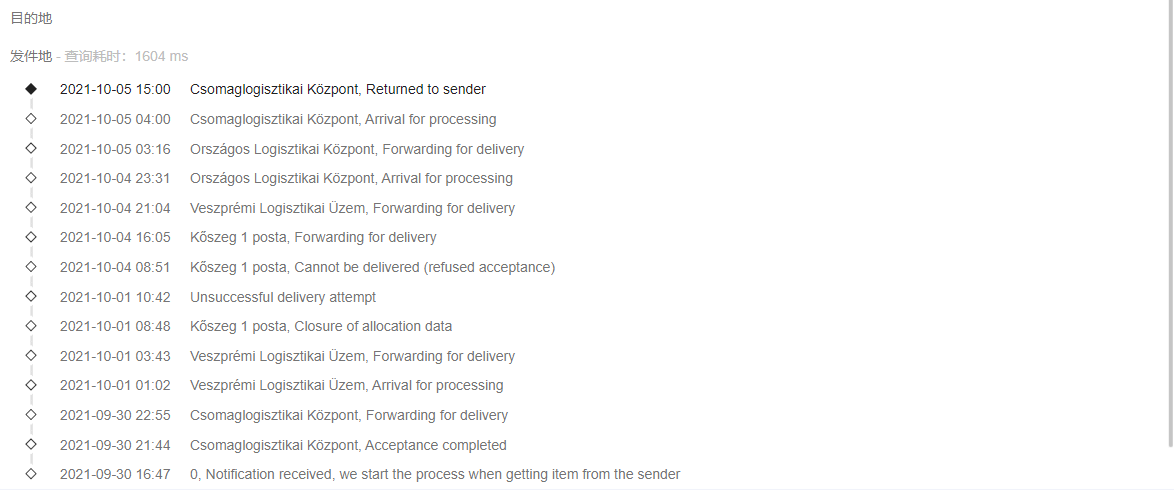 目的地
发件地 - 查询耗时：1604 ms
2021-10-05 15:00 Csomaglogisztikai Központ, Returned to sender
2021-10-05 04:00 Csomaglogisztikai Központ, Arrival for processing
2021-10-05 03:16 Országos Logisztikai Központ, Forwarding for delivery
2021-10-04 23:31 Országos Logisztikai Központ, Arrival for processing
2021-10-04 21:04 Veszprémi Logisztikai Üzem, Forwarding for delivery
2021-10-04 16:05 Kőszeg 1 posta, Forwarding for delivery
2021-10-04 08:51 Kőszeg 1 posta, Cannot be delivered (refused acceptance)
2021-10-01 10:42 Unsuccessful delivery attempt
2021-10-01 08:48 Kőszeg 1 posta, Closure of allocation data
2021-10-01 03:43 Veszprémi Logisztikai Üzem, Forwarding for delivery
2021-10-01 01:02 Veszprémi Logisztikai Üzem, Arrival for processing
2021-09-30 22:55 Csomaglogisztikai Központ, Forwarding for delivery
2021-09-30 21:44 Csomaglogisztikai Központ, Acceptance completed
2021-09-30 16:47 0, Notification received, we start the process when getting item from the sender